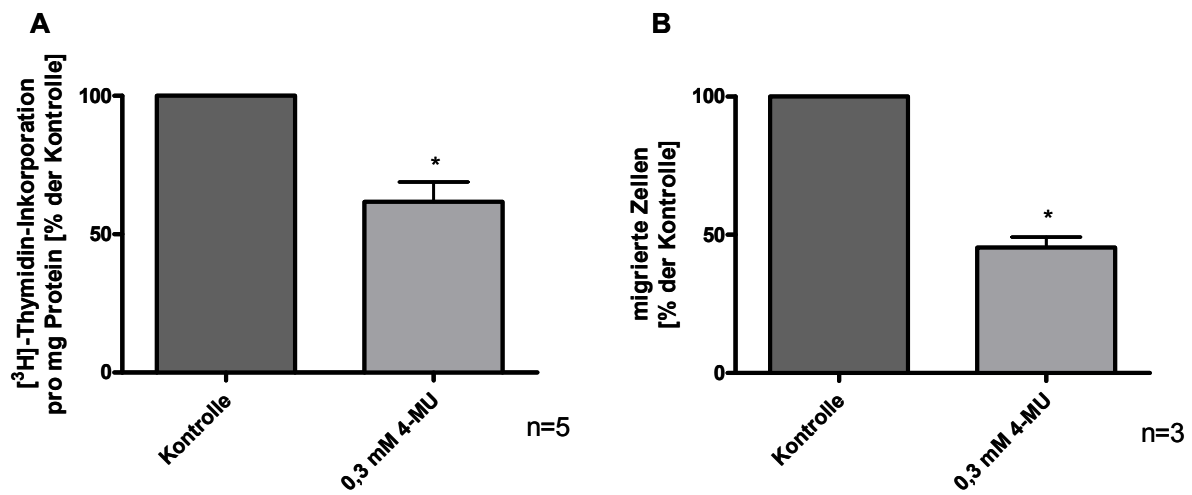 A
[³H]-Thymidin-Inkorporation
pro mg Protein [% der Kontrolle]
100
50
0
*
Kontrolle
0,3 mM 4-MU
n=5
B
migrierte Zellen
[% der Kontrolle]
100
50
0
*
Kontrolle
0,3 mM 4-MU
n=3